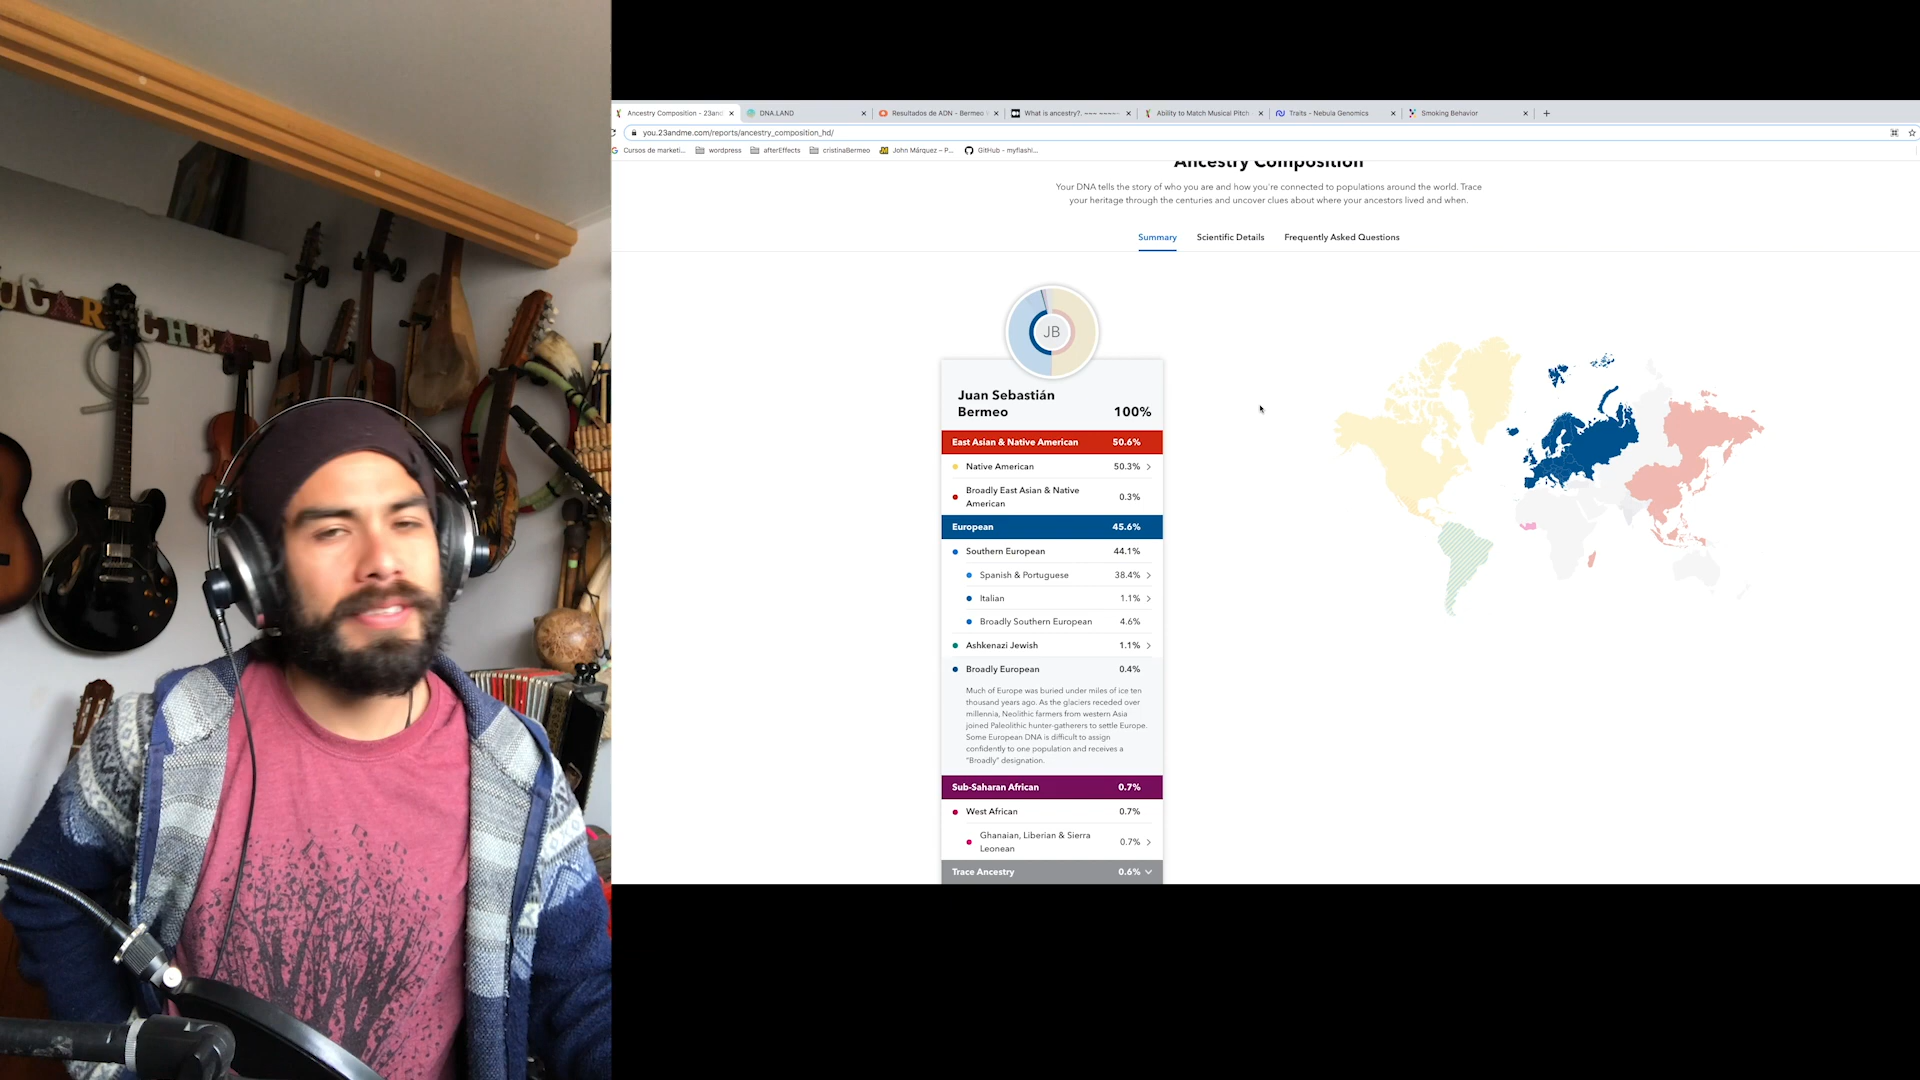 UCAR
CHEA
Ancestry Composition - 23and
DNA.LAND
Resultados de ADN - Bermeo
What is ancestry?. ~~~ ~~~~~
Ability to Match Musical Pitch
Traits - Nebula Genomics
Smoking Behavior
you.23andme.com/reports/ancestry_composition_hd/
Cursos de marketi...
wordpress
afterEffects
cristinaBermeo
John Márquez – P...
GitHub - myflashi...
Ancestry Composition
Your DNA tells the story of who you are and how you're connected to populations around the world. Trace
your heritage through the centuries and uncover clues about where your ancestors lived and when.
Summary
Scientific Details
Frequently Asked Questions
JB
Juan Sebastián
Bermeo 100%
East Asian & Native American 50.6%
Native American 50.3%
Broadly East Asian & Native
American 0.3%
European 45.6%
Southern European 44.1%
Spanish & Portuguese 38.4%
Italian 1.1%
Broadly Southern European 4.6%
Ashkenazi Jewish 1.1%
Broadly European 0.4%
Much of Europe was buried under miles of ice ten
thousand years ago. As the glaciers receded over
millennia, Neolithic farmers from western Asia
joined Paleolithic hunter-gatherers to settle Europe.
Some European DNA is difficult to assign
confidently to one population and receives a
"Broadly" designation.
Sub-Saharan African 0.7%
West African 0.7%
Ghanaian, Liberian & Sierra
Leonean 0.7%
Trace Ancestry 0.6%